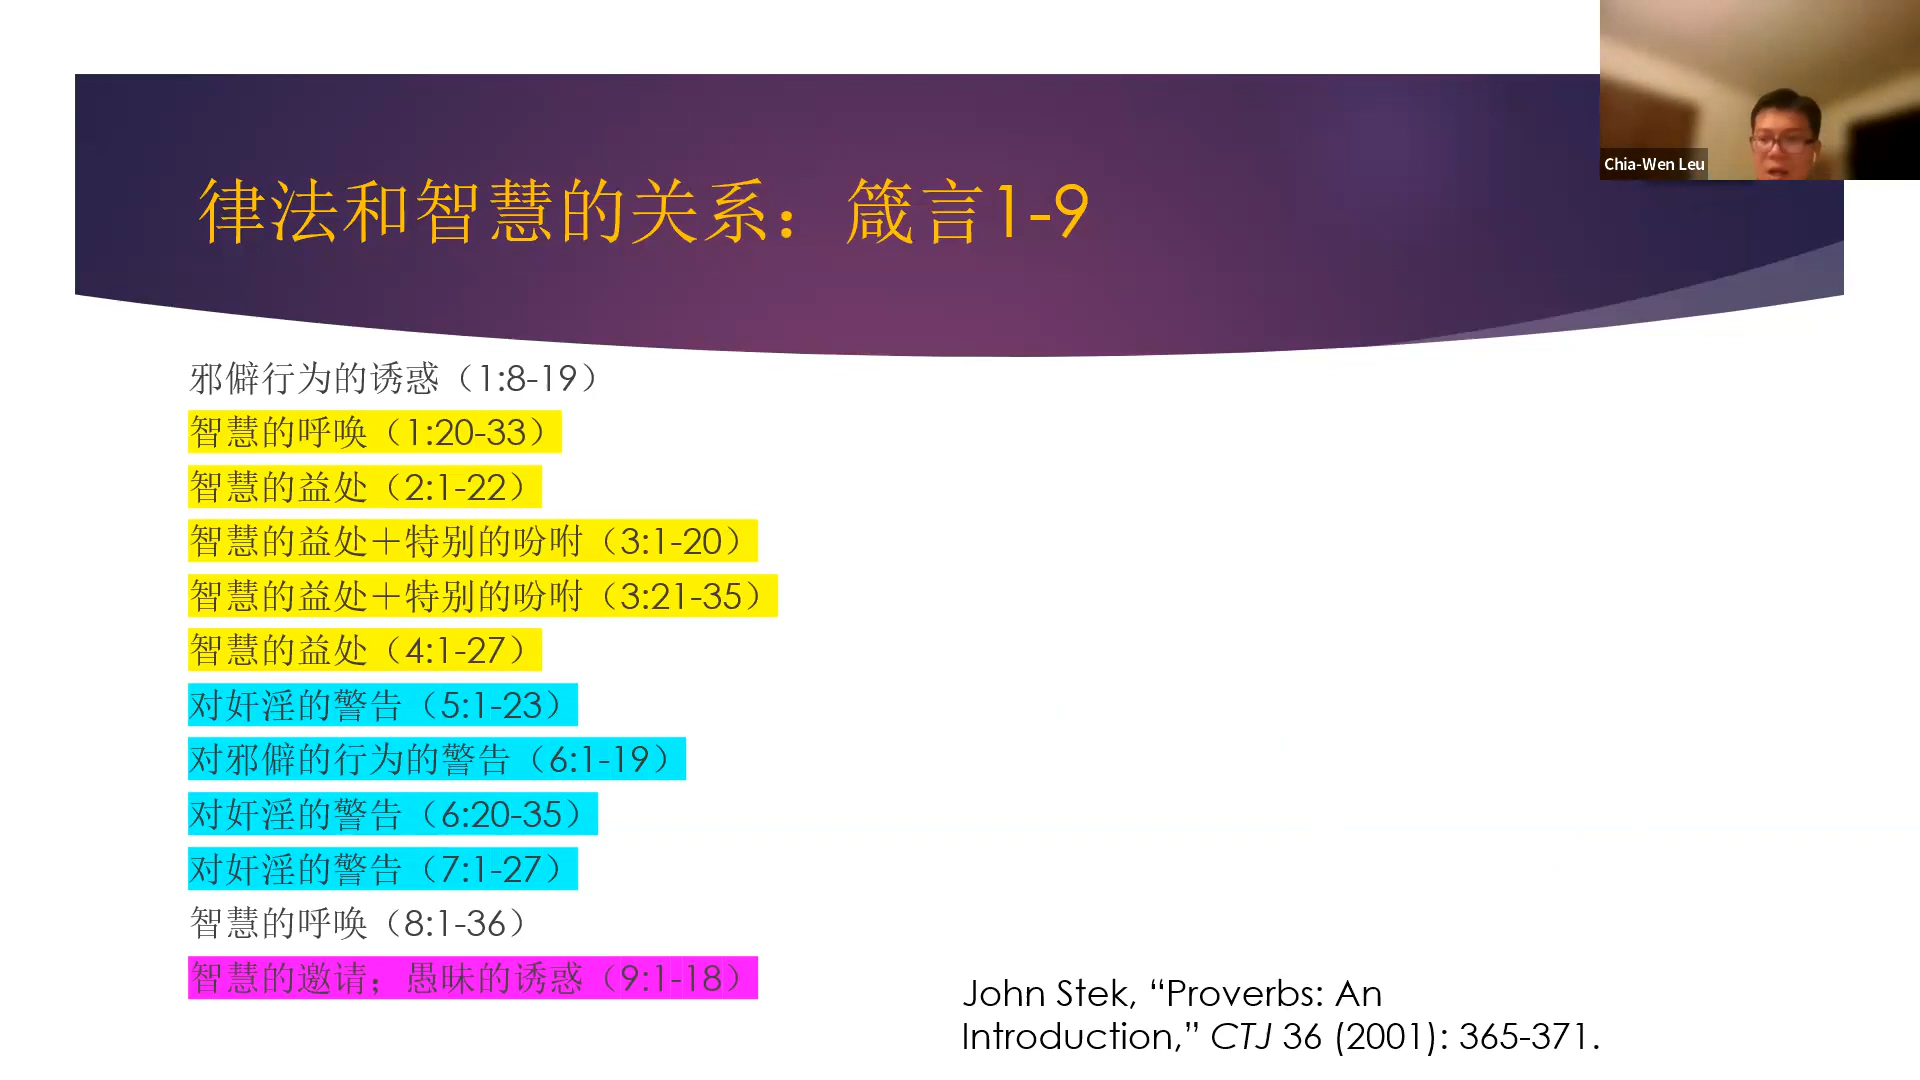 Chia-Wen Leu
律法和智慧的关系：箴言1-9
邪僻行为的诱惑（1:8-19）
智慧的呼唤（1:20-33）
智慧的益处（2:1-22）
智慧的益处＋特别的吩咐（3:1-20）
智慧的益处＋特别的吩咐（3:21-35）
智慧的益处（4:1-27）
对奸淫的警告（5:1-23）
对邪僻的行为的警告（6:1-19）
对奸淫的警告（6:20-35）
对奸淫的警告（7:1-27）
智慧的呼唤（8:1-36）
智慧的邀请；愚昧的诱惑（9:1-18）
John Stek, “Proverbs: An
Introduction,” CTJ 36 (2001): 365-371.